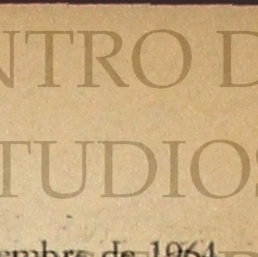 NTRO D
TUDIOS
embre de 1964